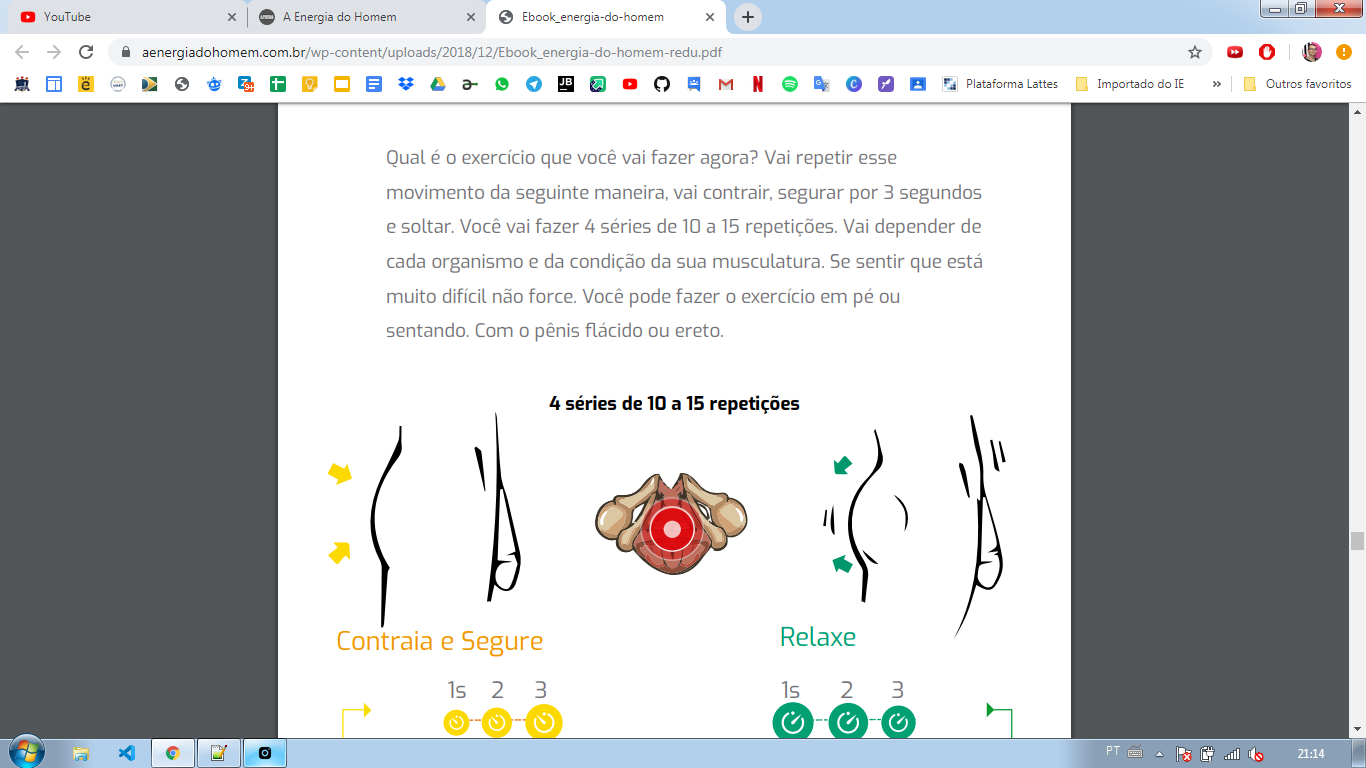 YouTube
A Energia do Homem
Ebook_energia-do-homem
aenergiadohomem.com.br/wp-content/uploads/2018/12/Ebook_energia-do-homem-redu.pdf
Plataforma Lattes
Importado do IE
Outros favoritos
Qual é o exercício que você vai fazer agora? Vai repetir esse
movimento da seguinte maneira, vai contrair, segurar por 3 segundos
e soltar. Você vai fazer 4 séries de 10 a 15 repetições. Vai depender de
cada organismo e da condição da sua musculatura. Se sentir que está
muito difícil não force. Você pode fazer o exercício em pé ou
sentando. Com o pênis flácido ou ereto.
4 séries de 10 a 15 repetições
Contraia e Segure
Relaxe
1s 2 3
1s 2 3
PT
21:14